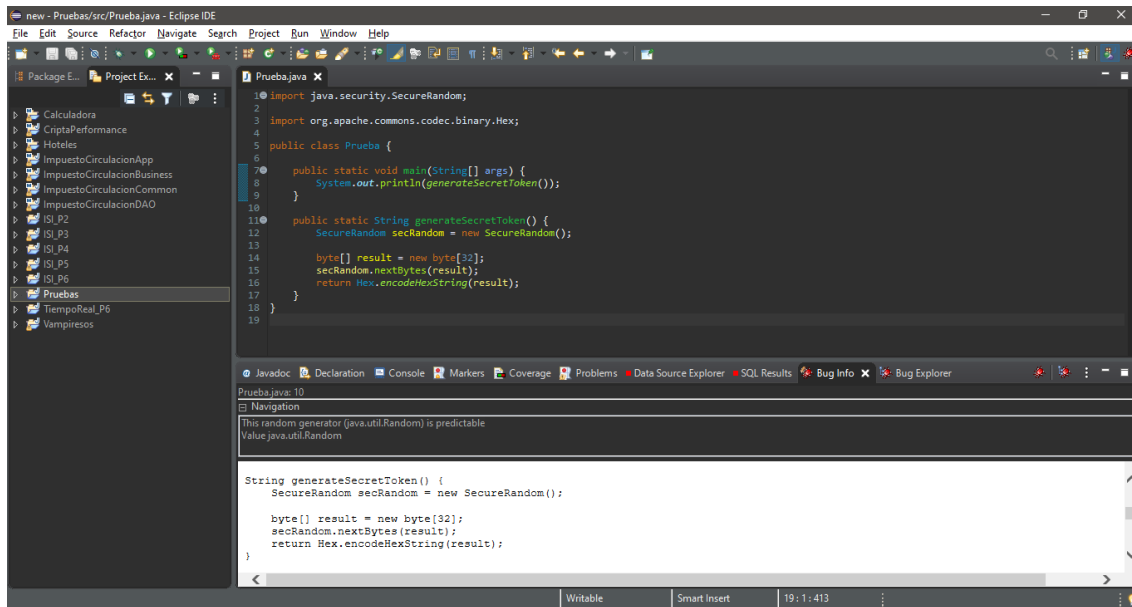 new - Pruebas/src/Prueba.java - Eclipse IDE
File Edit Source Refactor Navigate Search Project Run Window Help
Package E... Project Ex...
Calculadora
CriptaPerformance
Hoteles
ImpuestoCirculacionApp
ImpuestoCirculacionBusiness
ImpuestoCirculacionCommon
ImpuestoCirculacionDAO
ISI_P2
ISI_P3
ISI_P4
ISI_P5
ISI_P6
Pruebas
TiempoReal_P6
Vampiresos
Prueba.java
1 import java.security.SecureRandom;
2
3 import org.apache.commons.codec.binary.Hex;
4
5 public class Prueba {
6
7 public static void main(String[] args) {
8 System.out.println(generateSecretToken());
9 }
10
11 public static String generateSecretToken() {
12 SecureRandom secRandom = new SecureRandom();
13
14 byte[] result = new byte[32];
15 secRandom.nextBytes(result);
16 return Hex.encodeHexString(result);
17 }
18 }
19
Javadoc Declaration Console Markers Coverage Problems Data Source Explorer SQL Results Bug Info Bug Explorer
Prueba.java: 10
Navigation
This random generator (java.util.Random) is predictable
Value java.util.Random
String generateSecretToken() {
SecureRandom secRandom = new SecureRandom();
byte[] result = new byte[32];
secRandom.nextBytes(result);
return Hex.encodeHexString(result);
}
Writable Smart Insert 19 : 1 : 413